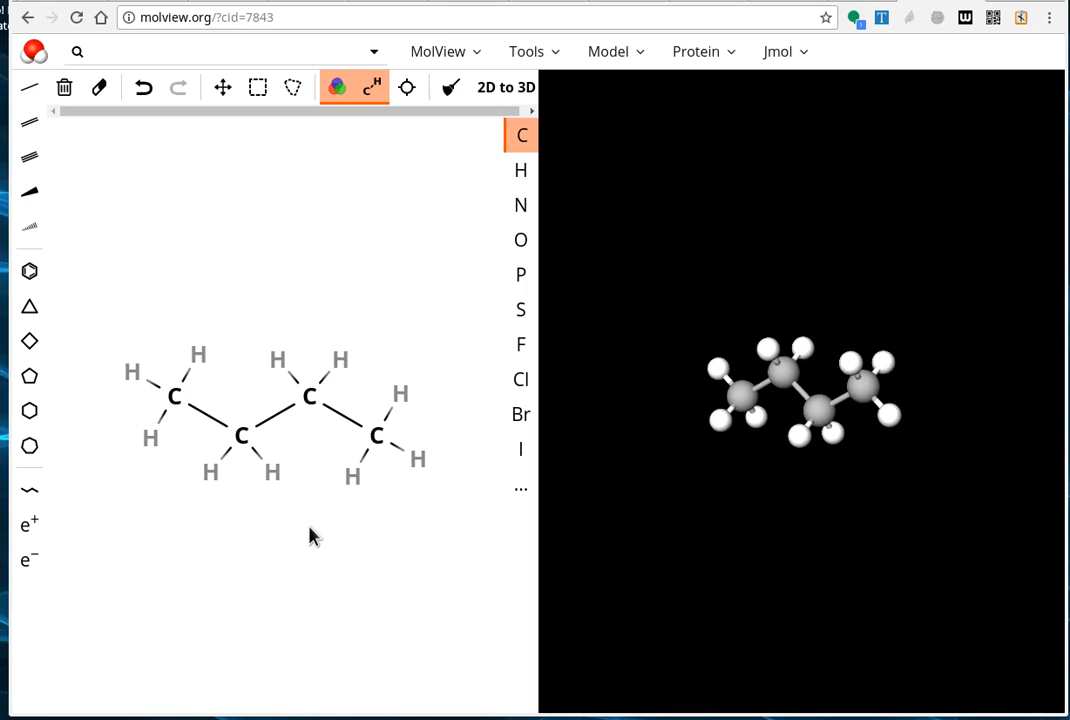 molview.org/?cid=7843
MolView Tools Model Protein Jmol
C H 2D to 3D
C
H
N
O
P
S
F
Cl
Br
I
...
H H H H
H C C H
H C C H
H H H
e+
e−